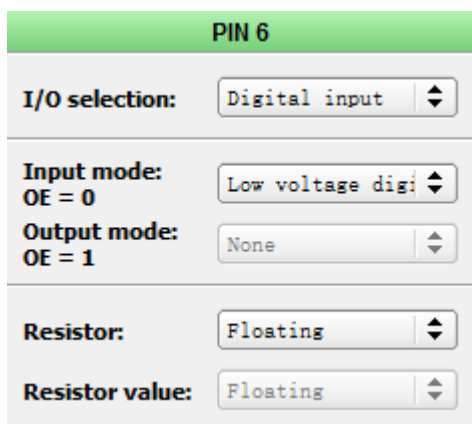 PIN 6
I/O selection: Digital input
Input mode:
OE = 0 Low voltage digi
Output mode:
OE = 1 None
Resistor: Floating
Resistor value: Floating